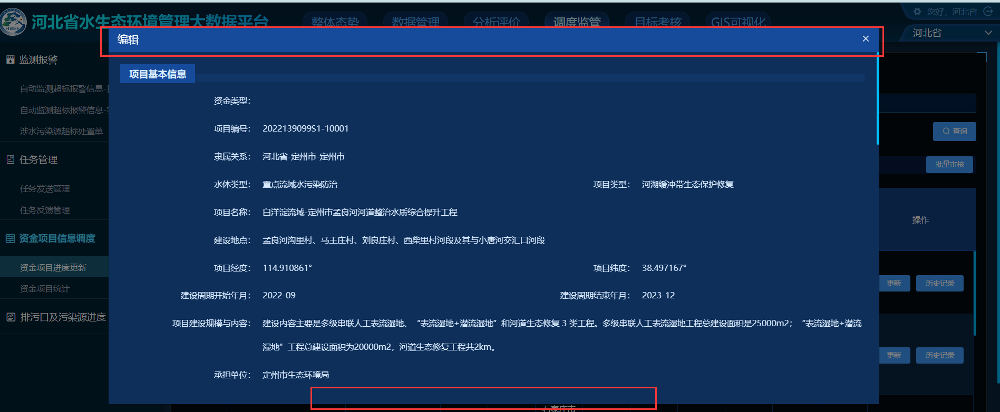 河北省水生态环境管理大数据平台
HBEE
整体态势
数据管理
分析评价
调度监管
目标考核
GIS可视化
您好，河北省
河北省
监测报警
自动监测超标报警信息-
自动监测超标报警信息-
涉水污染源超标处置单
任务管理
任务发送管理
任务反馈管理
资金项目信息调度
资金项目进度更新
资金项目统计
排污口及污染源进度
编辑
项目基本信息
资金类型：
项目编号： 2022139099S1-10001
隶属关系： 河北省-定州市-定州市
水体类型： 重点流域水污染防治 项目类型： 河湖缓冲带生态保护修复
项目名称： 白洋淀流域-定州市孟良河河道整治水质综合提升工程
建设地点： 孟良河沟里村、马王庄村、刘良庄村、西柴里村河段及其与小唐河交汇口河段
项目经度： 114.910861° 项目纬度： 38.497167°
建设周期开始年月： 2022-09 建设周期结束年月： 2023-12
项目建设规模与内容： 建设内容主要是多级串联人工表流湿地、“表流湿地+潜流湿地”和河道生态修复 3 类工程。多级串联人工表流湿地工程总建设面积是25000m2；“表流湿地+潜流
湿地”工程总建设面积为20000m2，河道生态修复工程共2km。
承担单位： 定州市生态环境局
查询
批量审核
操作
更新 历史记录
更新 历史记录
石家庄市